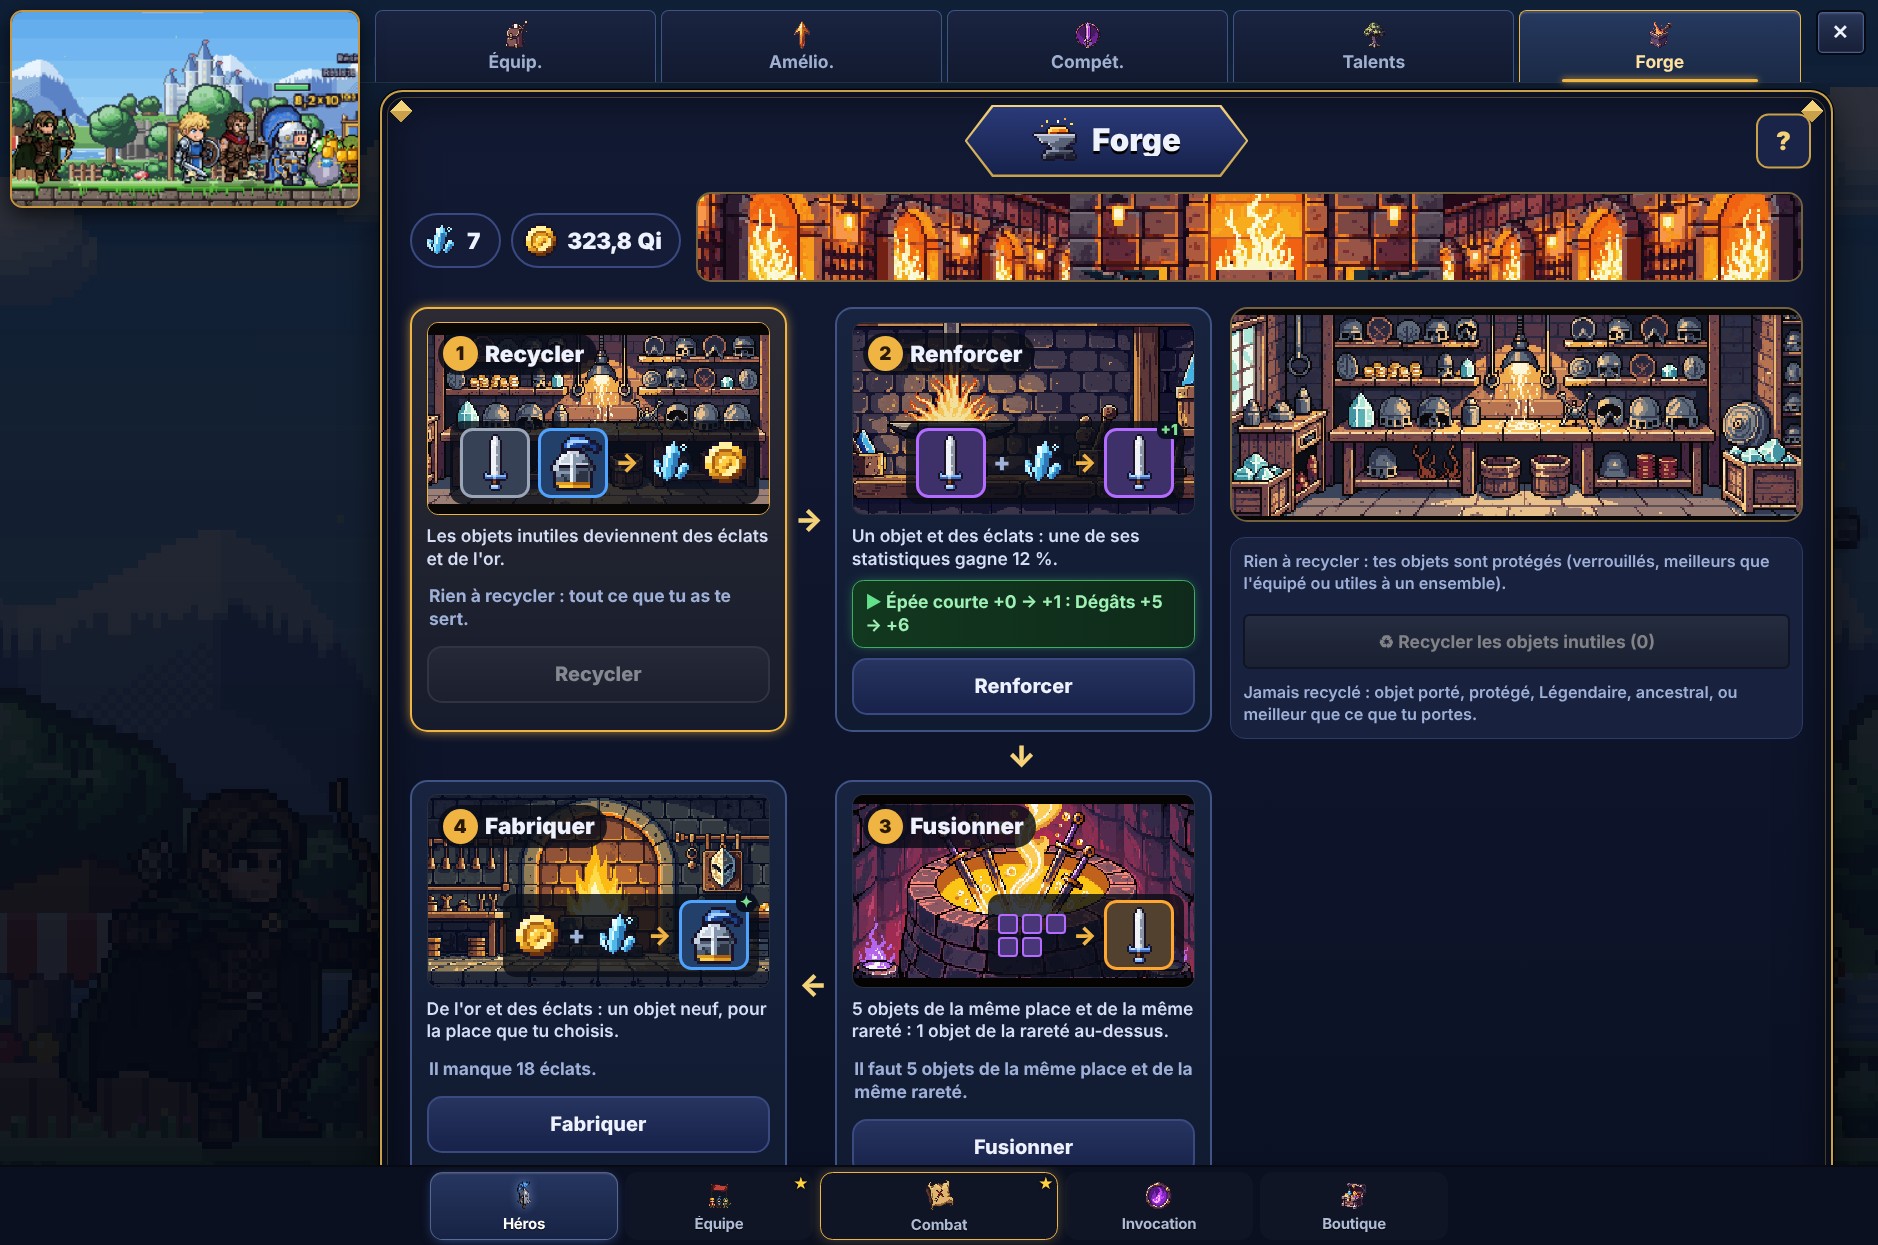 Équip.
Amélio.
Compét.
Talents
Forge
×
8,2×10
Forge
?
7
323,8 Qi
1 Recycler
Les objets inutiles deviennent des éclats
et de l'or.
Rien à recycler : tout ce que tu as te
sert.
Recycler
2 Renforcer
+1
Un objet et des éclats : une de ses
statistiques gagne 12 %.
▶ Épée courte +0 → +1 : Dégâts +5
→ +6
Renforcer
Rien à recycler : tes objets sont protégés (verrouillés, meilleurs que
l'équipé ou utiles à un ensemble).
♻ Recycler les objets inutiles (0)
Jamais recyclé : objet porté, protégé, Légendaire, ancestral, ou
meilleur que ce que tu portes.
4 Fabriquer
De l'or et des éclats : un objet neuf, pour
la place que tu choisis.
Il manque 18 éclats.
Fabriquer
3 Fusionner
5 objets de la même place et de la même
rareté : 1 objet de la rareté au-dessus.
Il faut 5 objets de la même place et de la
même rareté.
Fusionner
Héros
Équipe
Combat
Invocation
Boutique